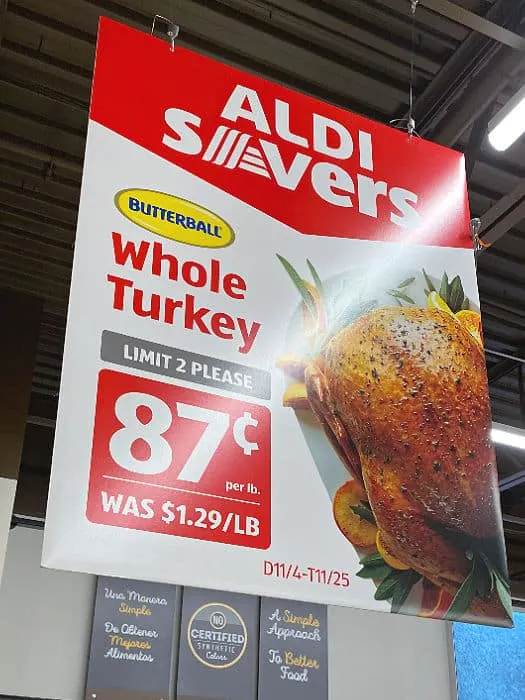 ALDI
SAVers
BUTTERBALL®
Whole
Turkey
LIMIT 2 PLEASE
87¢
per lb.
WAS $1.29/LB
D11/4-T11/25
Una Manera
Simple
De Obtener
Mejores
Alimentos
NO
CERTIFIED
SYNTHETIC
Colors
A Simple
Approach
To Better
Food